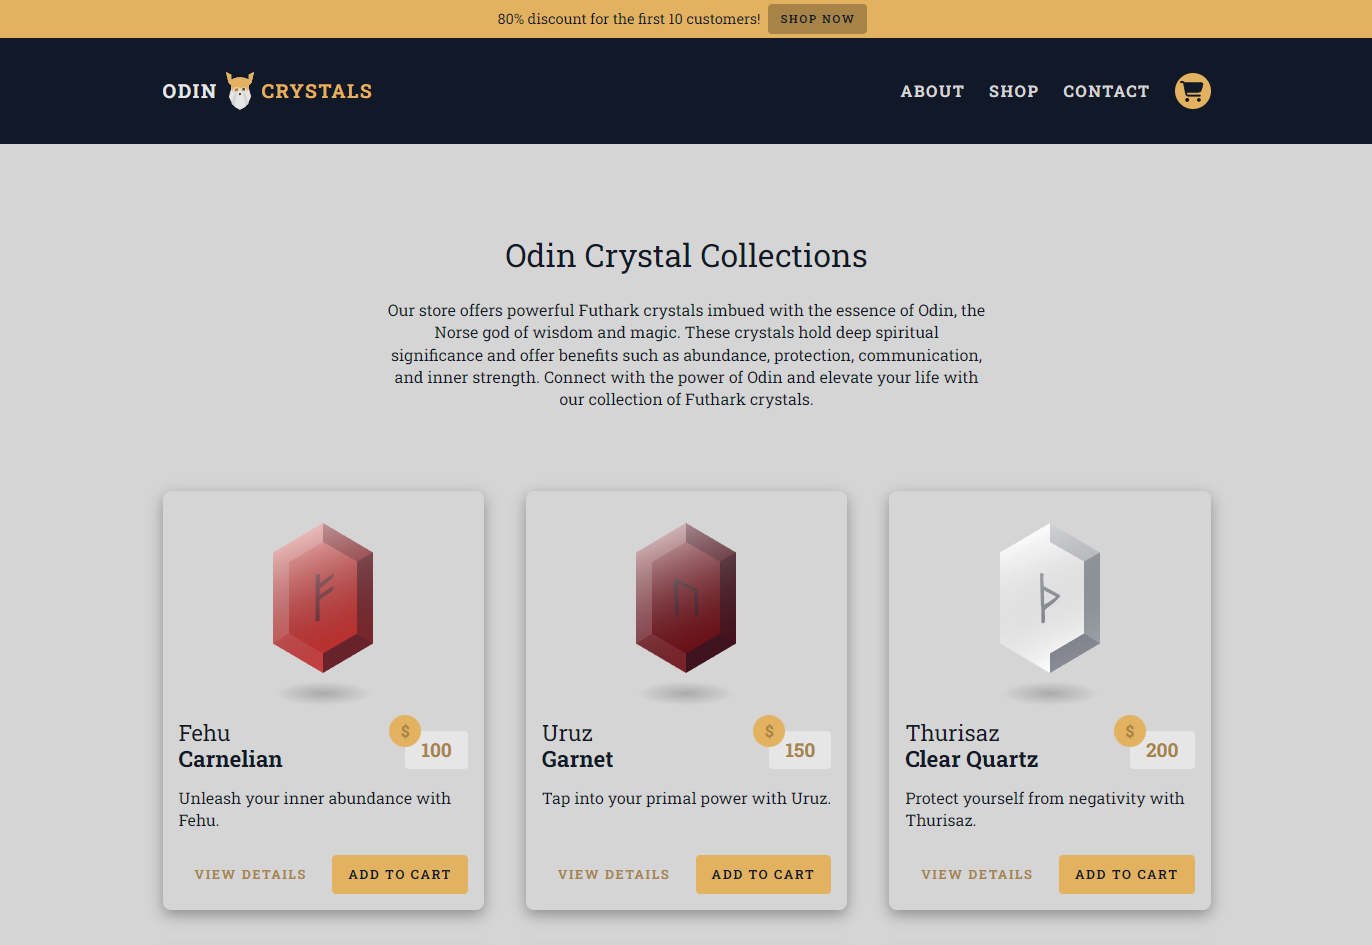 80% discount for the first 10 customers! SHOP NOW
ODIN CRYSTALS ABOUT SHOP CONTACT
Odin Crystal Collections
Our store offers powerful Futhark crystals imbued with the essence of Odin, the
Norse god of wisdom and magic. These crystals hold deep spiritual
significance and offer benefits such as abundance, protection, communication,
and inner strength. Connect with the power of Odin and elevate your life with
our collection of Futhark crystals.
ᚠ
Fehu
Carnelian
$
100
Unleash your inner abundance with
Fehu.
VIEW DETAILS ADD TO CART
ᚢ
Uruz
Garnet
$
150
Tap into your primal power with Uruz.
VIEW DETAILS ADD TO CART
ᚦ
Thurisaz
Clear Quartz
$
200
Protect yourself from negativity with
Thurisaz.
VIEW DETAILS ADD TO CART